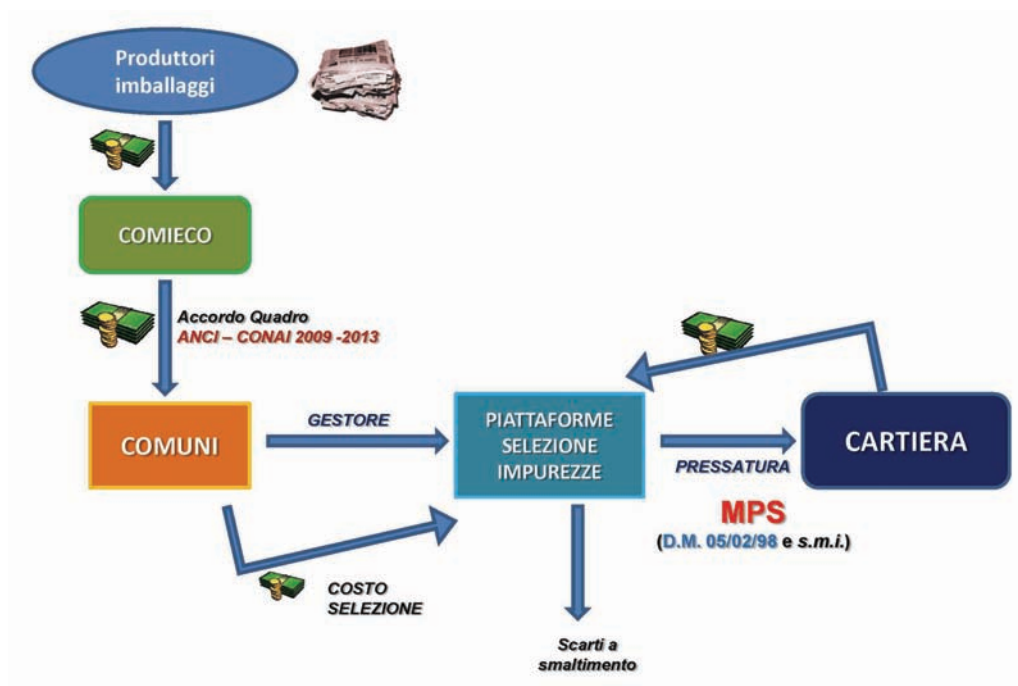 Produttori
imballaggi
COMIECO
Accordo Quadro
ANCI – CONAI 2009 -2013
COMUNI
GESTORE
PIATTAFORME
SELEZIONE
IMPUREZZE
PRESSATURA
CARTIERA
MPS
(D.M. 05/02/98 e s.m.i.)
COSTO
SELEZIONE
Scarti a
smaltimento